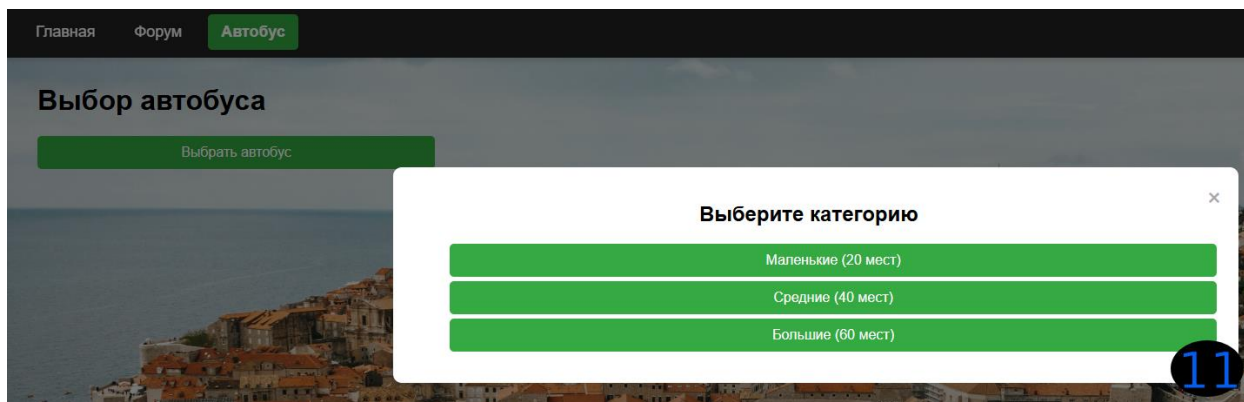 Главная Форум Автобус
Выбор автобуса
Выбрать автобус
×
Выберите категорию
Маленькие (20 мест)
Средние (40 мест)
Большие (60 мест)
11